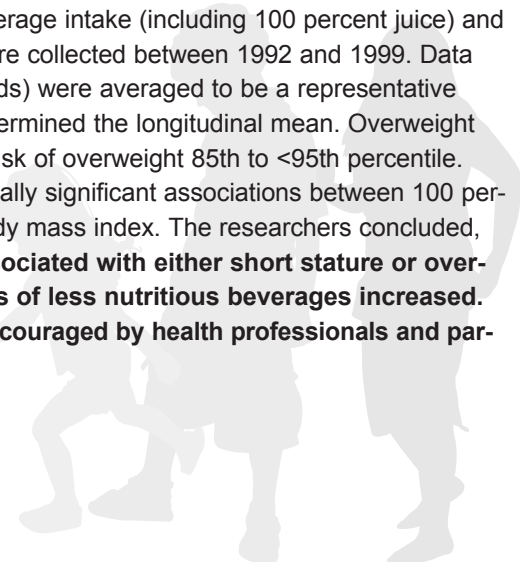 erage intake (including 100 percent juice) and
re collected between 1992 and 1999. Data
ds) were averaged to be a representative
ermined the longitudinal mean. Overweight
isk of overweight 85th to <95th percentile.
ally significant associations between 100 per-
dy mass index. The researchers concluded,
sociated with either short stature or over-
s of less nutritious beverages increased.
couraged by health professionals and par-